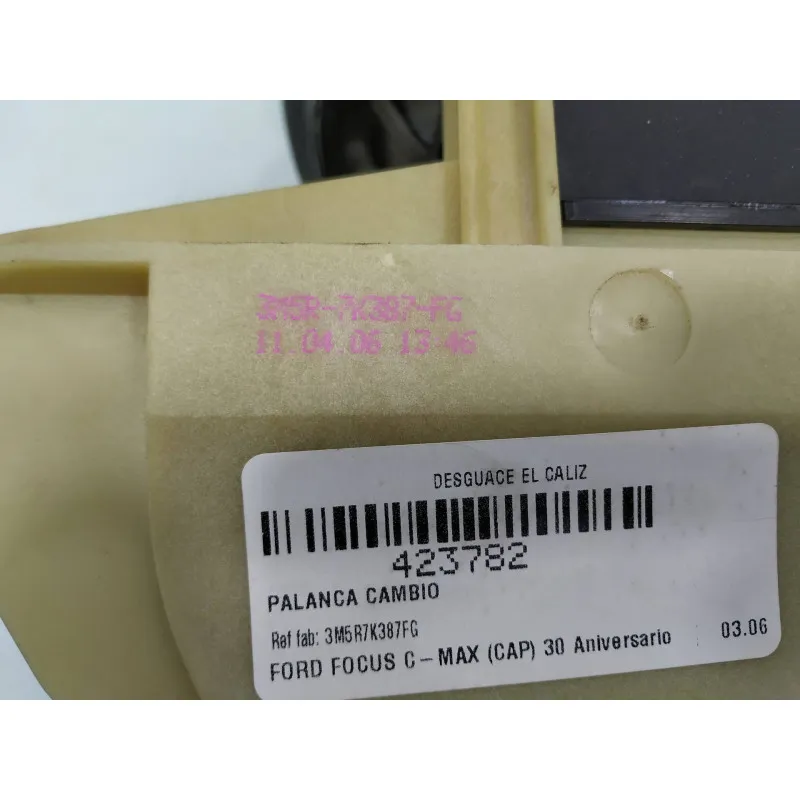 3M5R-7K387-FG
11 04 06 13 46
DESGUACE EL CALIZ
423782
PALANCA CAMBIO
Ref fab: 3M5R7K387FG
FORD FOCUS C-MAX (CAP) 30 Aniversario 03.06